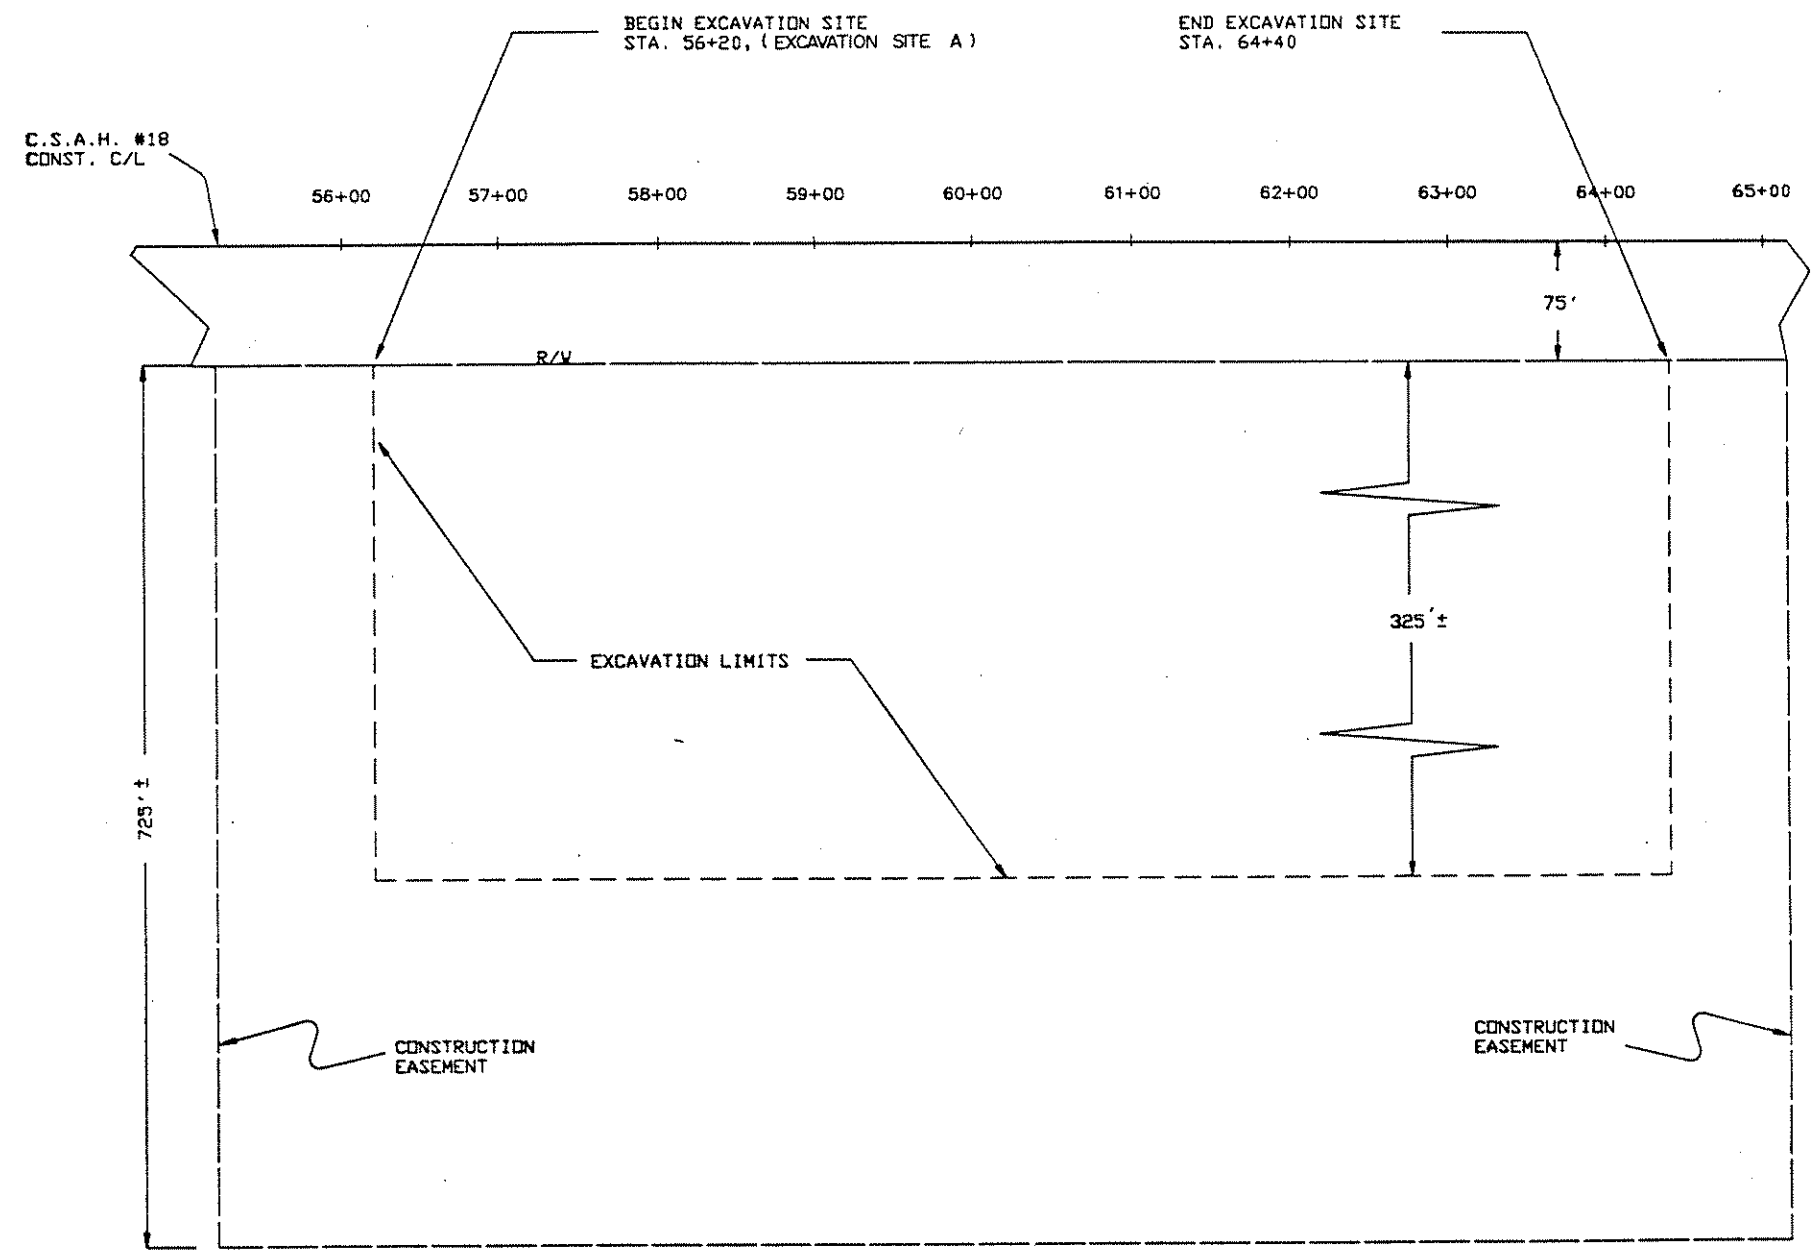 BEGIN EXCAVATION SITE
STA. 56+20, (EXCAVATION SITE A)
END EXCAVATION SITE
STA. 64+40
C.S.A.H. #18
CONST. C/L
56+00 57+00 58+00 59+00 60+00 61+00 62+00 63+00 64+00 65+00
75'
R/W
325'±
EXCAVATION LIMITS
725'±
CONSTRUCTION
EASEMENT
CONSTRUCTION
EASEMENT